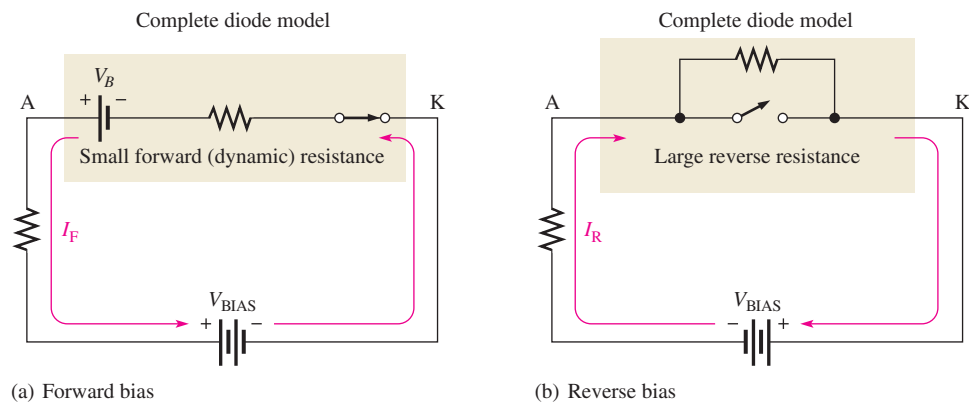 Complete diode model
V_B
+ −
A
K
Small forward (dynamic) resistance
I_F
V_BIAS
+ −
(a) Forward bias
Complete diode model
A
K
Large reverse resistance
I_R
V_BIAS
− +
(b) Reverse bias